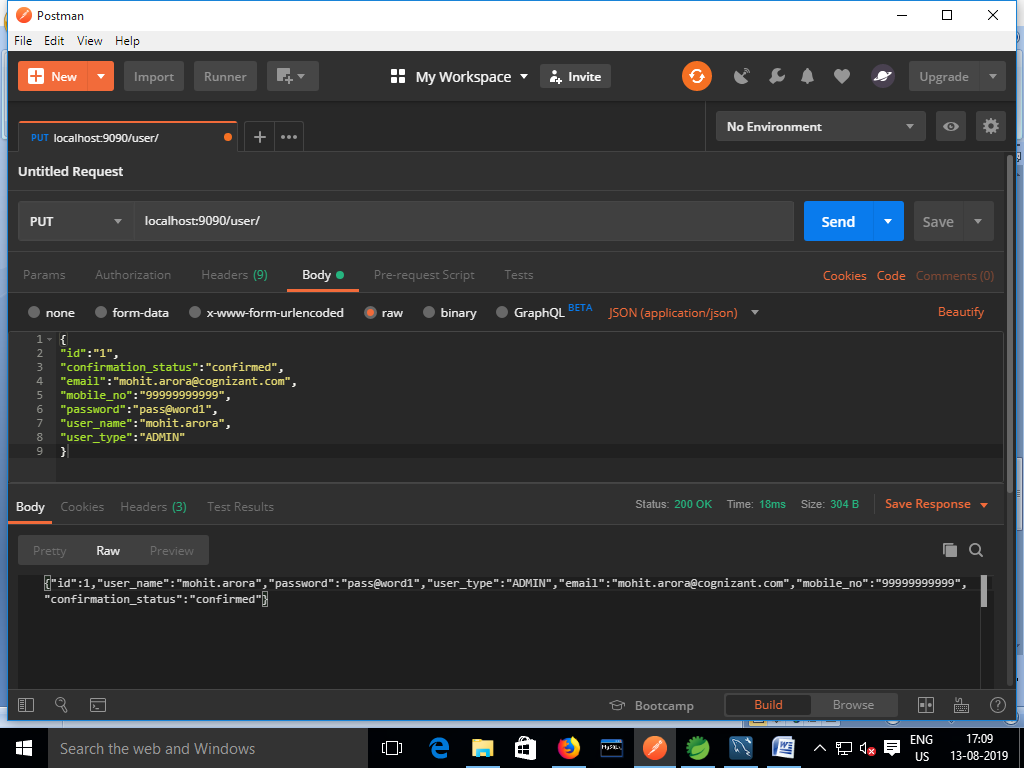 Postman
File Edit View Help
New Import Runner My Workspace Invite Upgrade
PUT localhost:9090/user/ No Environment
Untitled Request
PUT localhost:9090/user/ Send Save
Params Authorization Headers (9) Body Pre-request Script Tests Cookies Code Comments (0)
none form-data x-www-form-urlencoded raw binary GraphQL BETA JSON (application/json) Beautify
1 {
2 "id":"1",
3 "confirmation_status":"confirmed",
4 "email":"mohit.arora@cognizant.com",
5 "mobile_no":"99999999999",
6 "password":"pass@word1",
7 "user_name":"mohit.arora",
8 "user_type":"ADMIN"
9 }
Body Cookies Headers (3) Test Results Status: 200 OK Time: 18ms Size: 304 B Save Response
Pretty Raw Preview
{"id":1,"user_name":"mohit.arora","password":"pass@word1","user_type":"ADMIN","email":"mohit.arora@cognizant.com","mobile_no":"99999999999",
"confirmation_status":"confirmed"}
Bootcamp Build Browse
Search the web and Windows MySQL ENG 17:09
US 13-08-2019